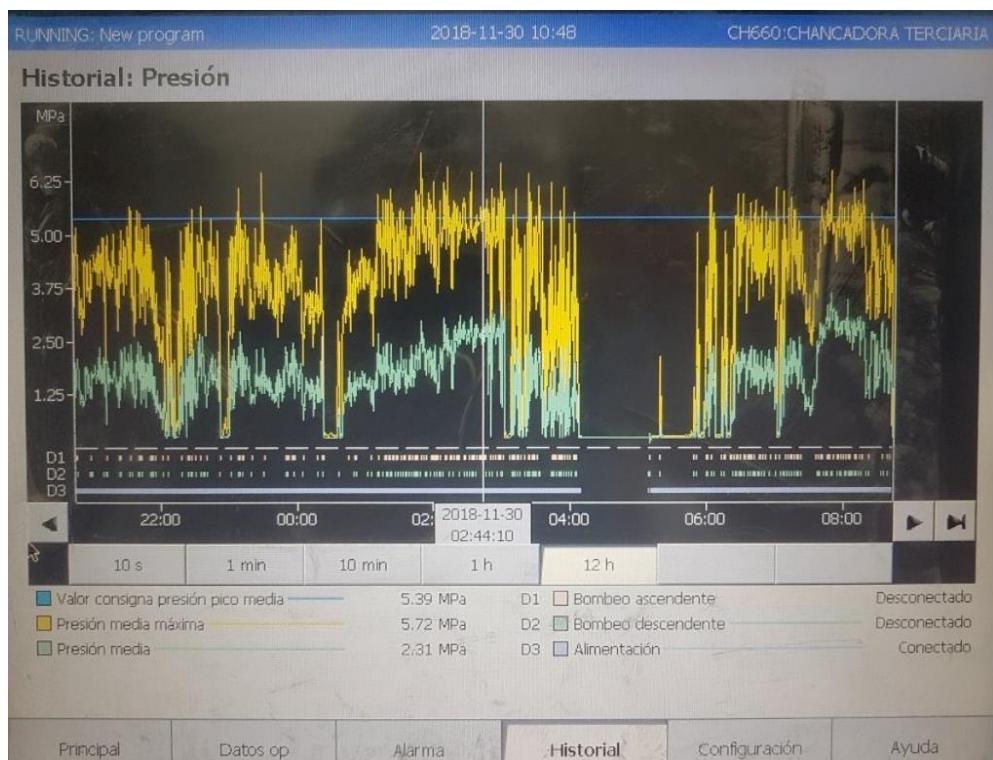 RUNNING: New program 2018-11-30 10:48 CH660:CHANCADORA TERCIARIA
Historial: Presión
MPa
6.25
5.00
3.75
2.50
1.25
D1
D2
D3
22:00 00:00 02: 2018-11-30 04:00 06:00 08:00
02:44:10
10 s 1 min 10 min 1 h 12 h
Valor consigna presión pico media 5.39 MPa D1 Bombeo ascendente Desconectado
Presión media máxima 5.72 MPa D2 Bombeo descendente Desconectado
Presión media 2.31 MPa D3 Alimentación Conectado
Principal Datos op Alarma Historial Configuración Ayuda